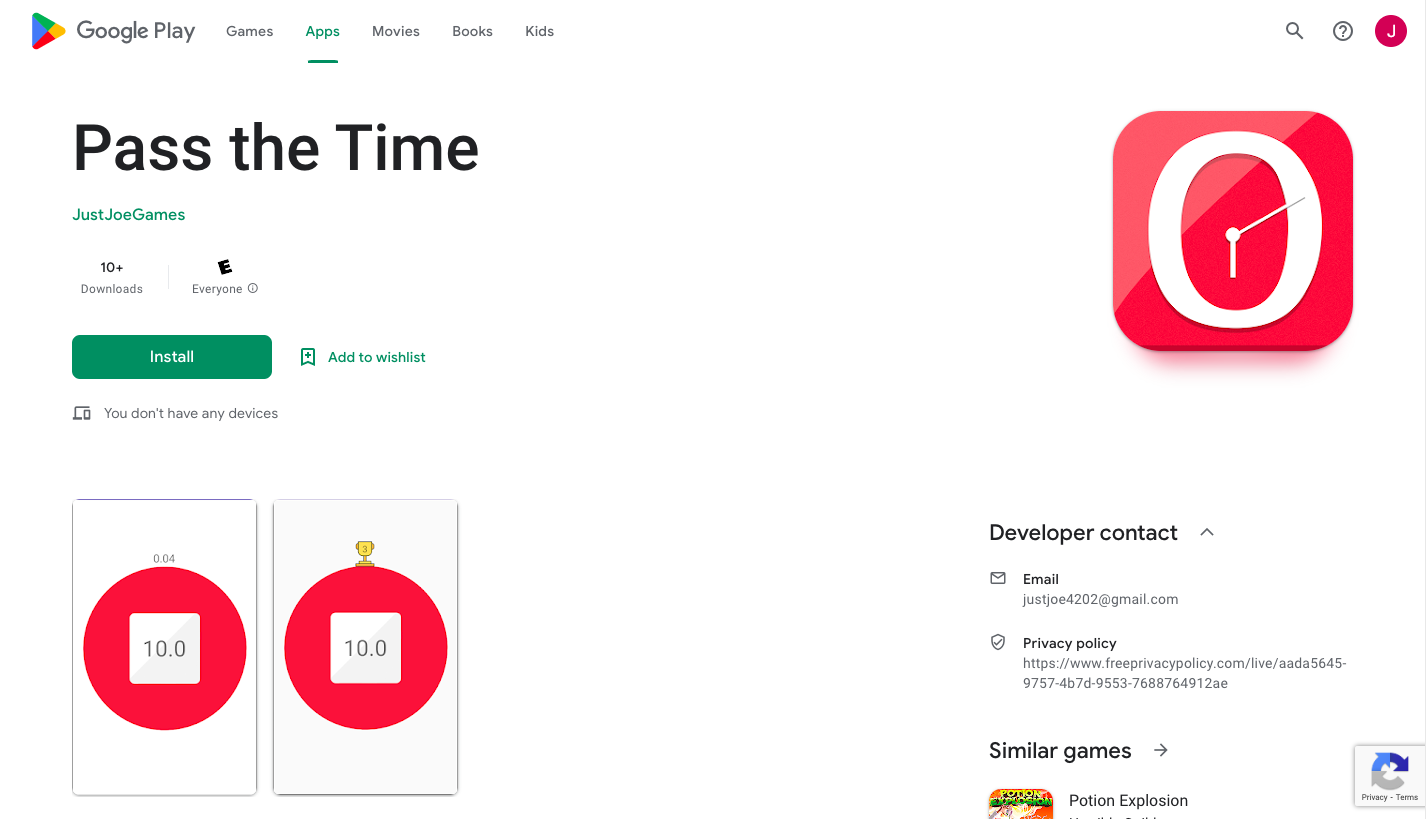 Google Play
Games
Apps
Movies
Books
Kids
J
Pass the Time
JustJoeGames
10+
Downloads
E
Everyone
Install
Add to wishlist
You don't have any devices
0.04
10.0
3
10.0
Developer contact
Email
justjoe4202@gmail.com
Privacy policy
https://www.freeprivacypolicy.com/live/aada5645-
9757-4b7d-9553-7688764912ae
Similar games
POTION
EXPLOSION
Potion Explosion
Privacy - Terms